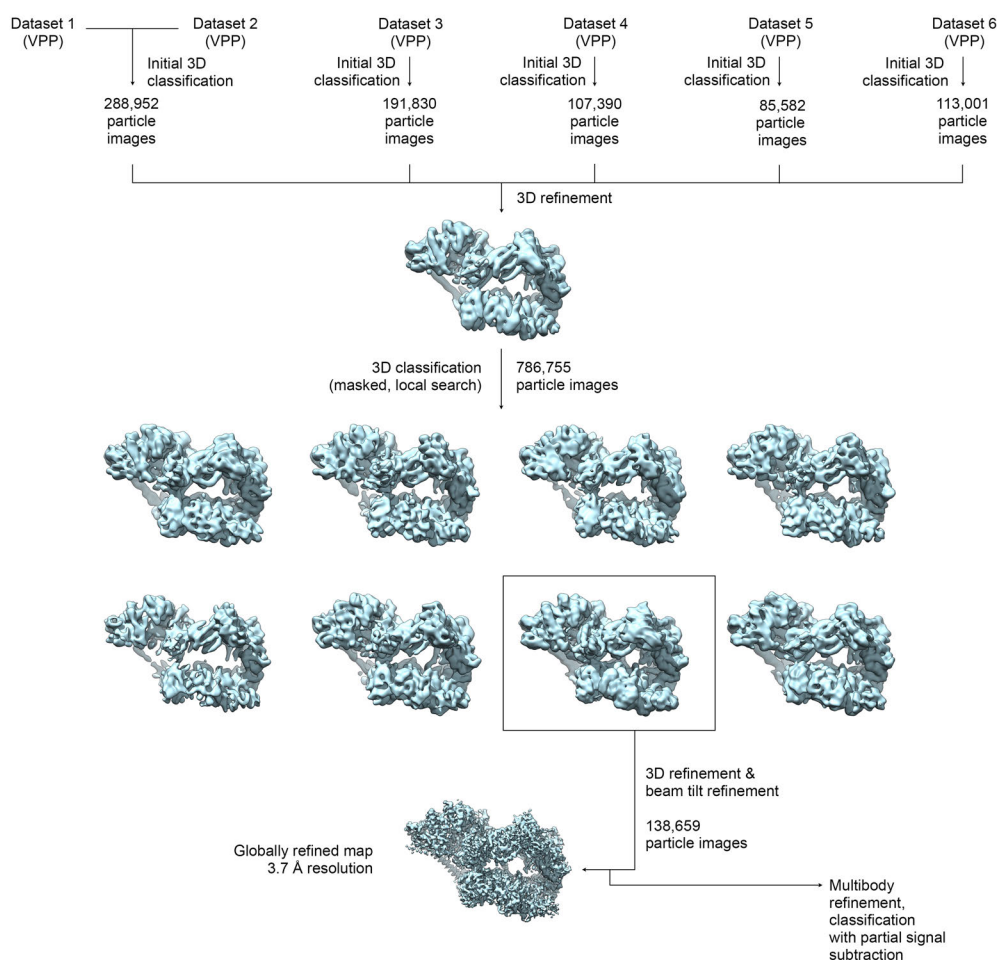 Dataset 1
(VPP)
Dataset 2
(VPP)
Dataset 3
(VPP)
Dataset 4
(VPP)
Dataset 5
(VPP)
Dataset 6
(VPP)
Initial 3D
classification
Initial 3D
classification
Initial 3D
classification
Initial 3D
classification
Initial 3D
classification
288,952
particle
images
191,830
particle
images
107,390
particle
images
85,582
particle
images
113,001
particle
images
3D refinement
3D classification
(masked, local search)
786,755
particle images
3D refinement &
beam tilt refinement
138,659
particle images
Globally refined map
3.7 Å resolution
Multibody
refinement,
classification
with partial signal
subtraction